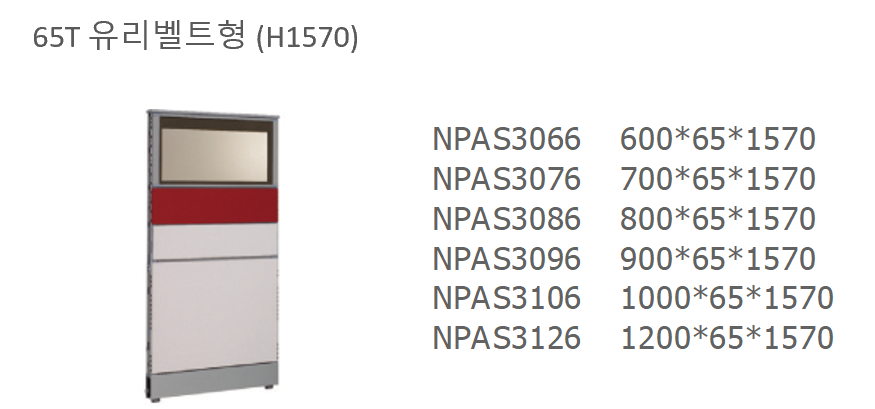 65T 유리벨트형 (H1570)
NPAS3066 600*65*1570
NPAS3076 700*65*1570
NPAS3086 800*65*1570
NPAS3096 900*65*1570
NPAS3106 1000*65*1570
NPAS3126 1200*65*1570